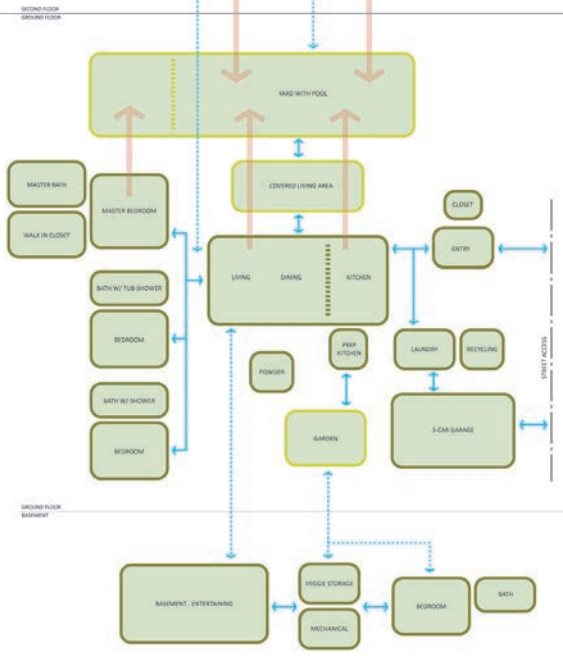 SECOND FLOOR
GROUND FLOOR
YARD WITH POOL
COVERED LIVING AREA
MASTER BATH
MASTER BEDROOM
WALK IN CLOSET
CLOSET
ENTRY
LIVING
DINING
KITCHEN
BATH W/ TUB-SHOWER
BEDROOM
PREP
KITCHEN
LAUNDRY
RECYCLING
STREET ACCESS
POWDER
BATH W/ SHOWER
BEDROOM
GARDEN
3-CAR GARAGE
GROUND FLOOR
BASEMENT
VEGGIE STORAGE
BASEMENT - ENTERTAINING
BEDROOM
BATH
MECHANICAL